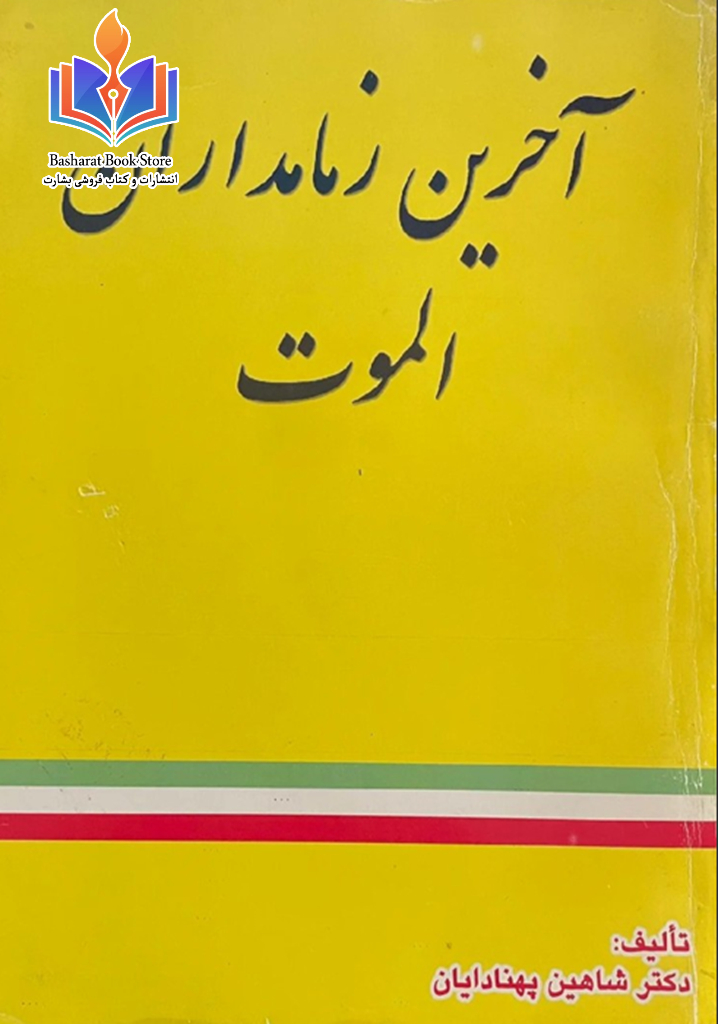 Basharat Book Store
انتشارات و کتاب فروشی بشارت
آخرین زمامداران
الموت
تألیف:
دکتر شاهین پهنادایان